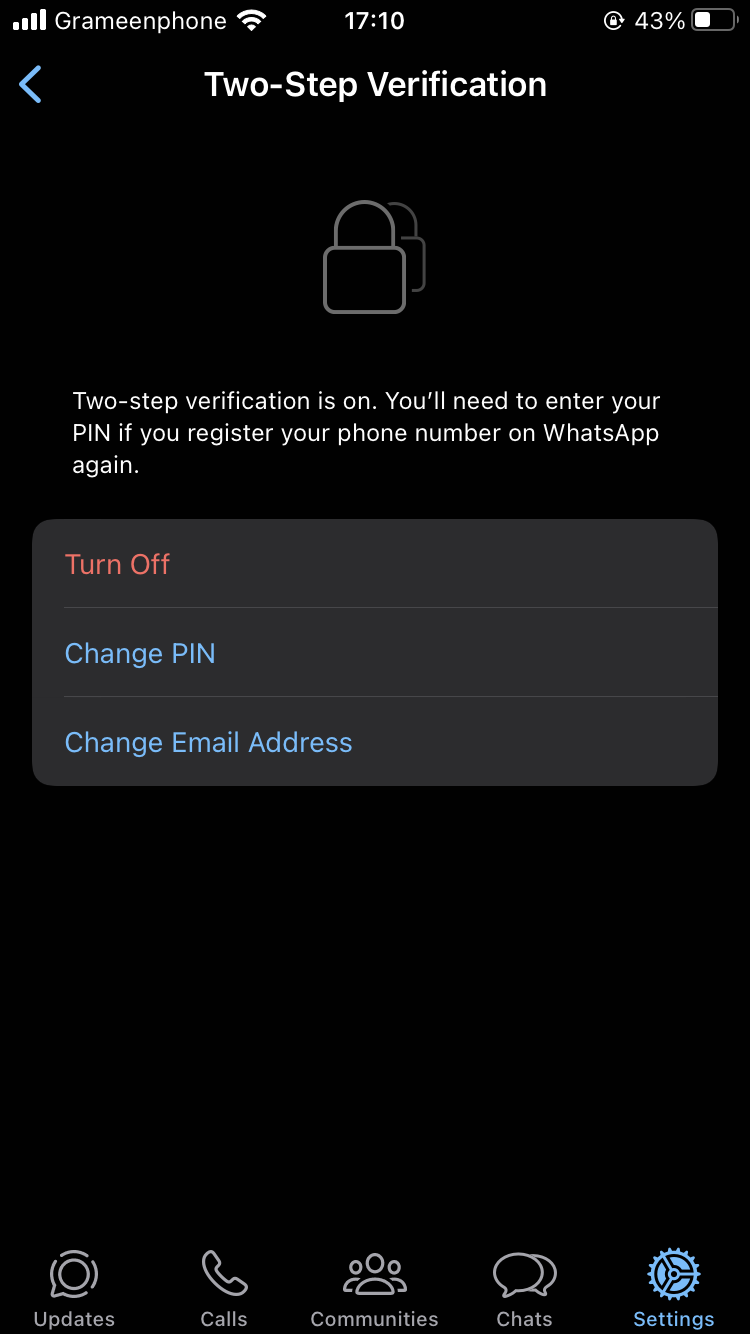 Grameenphone 17:10 43%
Two-Step Verification
Two-step verification is on. You’ll need to enter your
PIN if you register your phone number on WhatsApp
again.
Turn Off
Change PIN
Change Email Address
Updates Calls Communities Chats Settings